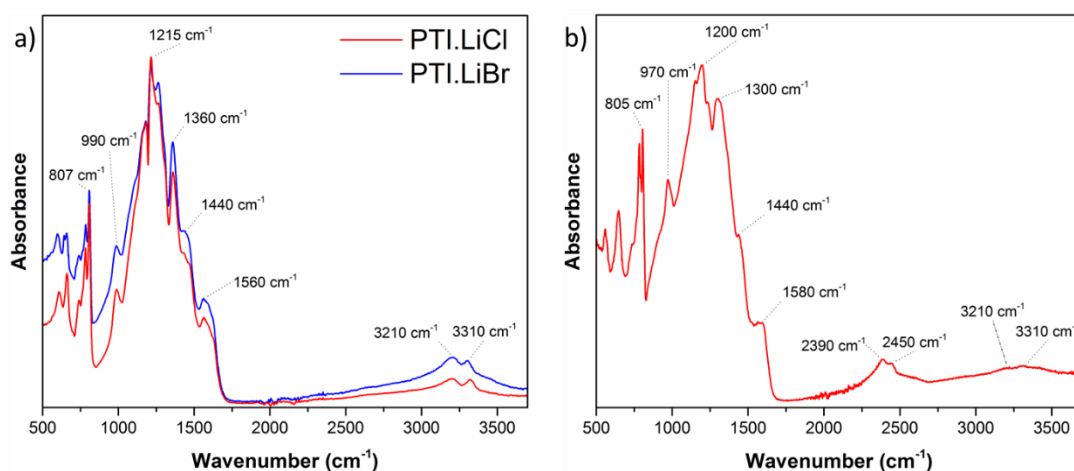 a)
1215 cm-1
PTI.LiCl
PTI.LiBr
1360 cm-1
990 cm-1
807 cm-1
1440 cm-1
1560 cm-1
3210 cm-1
3310 cm-1
Absorbance
500 1000 1500 2000 2500 3000 3500
Wavenumber (cm-1)
b)
1200 cm-1
970 cm-1
1300 cm-1
805 cm-1
1440 cm-1
1580 cm-1
2390 cm-1
2450 cm-1
3210 cm-1
3310 cm-1
Absorbance
500 1000 1500 2000 2500 3000 3500
Wavenumber (cm-1)